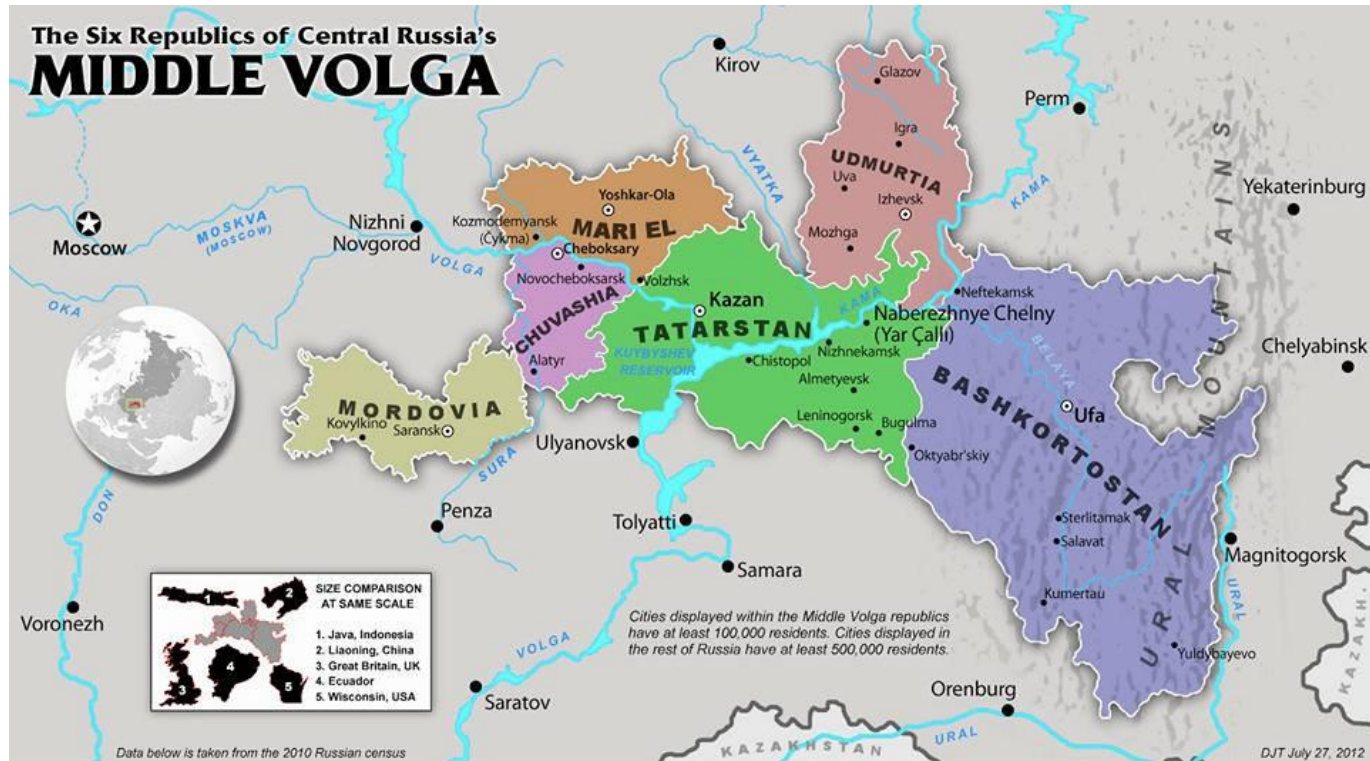 The Six Republics of Central Russia's
MIDDLE VOLGA
Kirov
Glazov
Perm
Igra
UDMURTIA
Uva
Izhevsk
Mozhga
VYATKA
KAMA
Yekaterinburg
Moscow
MOSKVA
(MOSCOW)
Nizhni
Novgorod
VOLGA
OKA
Yoshkar-Ola
Kozmodemyansk
(Čykma)
MARI EL
Cheboksary
Novocheboksarsk
Volzhsk
CHUVASHIA
Alatyr
Kazan
TATARSTAN
KUYBYSHEV
RESERVOIR
KAMA
Neftekamsk
Naberezhnye Chelny
(Yar Çallı)
Nizhnekamsk
Chistopol
Almetyevsk
Leninogorsk
Bugulma
Oktyabr'skiy
BELAYA
Ufa
BASHKORTOSTAN
Sterlitamak
Salavat
Kumertau
Yuldybayevo
URAL MOUNTAINS
Chelyabinsk
Magnitogorsk
URAL
MORDOVIA
Kovylkino
Saransk
SURA
Ulyanovsk
Penza
Tolyatti
Samara
DON
Voronezh
VOLGA
Saratov
Orenburg
URAL
KAZAKHSTAN
KAZAKH.
SIZE COMPARISON
AT SAME SCALE
1. Java, Indonesia
2. Liaoning, China
3. Great Britain, UK
4. Ecuador
5. Wisconsin, USA
1
2
3
4
5
Cities displayed within the Middle Volga republics
have at least 100,000 residents. Cities displayed in
the rest of Russia have at least 500,000 residents.
Data below is taken from the 2010 Russian census
DJT July 27, 2012